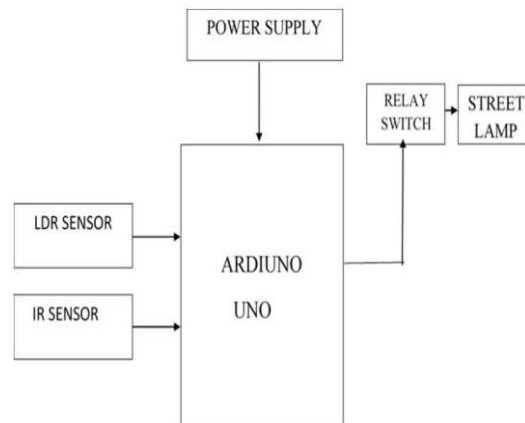 POWER SUPPLY
RELAY
SWITCH
STREET
LAMP
LDR SENSOR
ARDIUNO
UNO
IR SENSOR